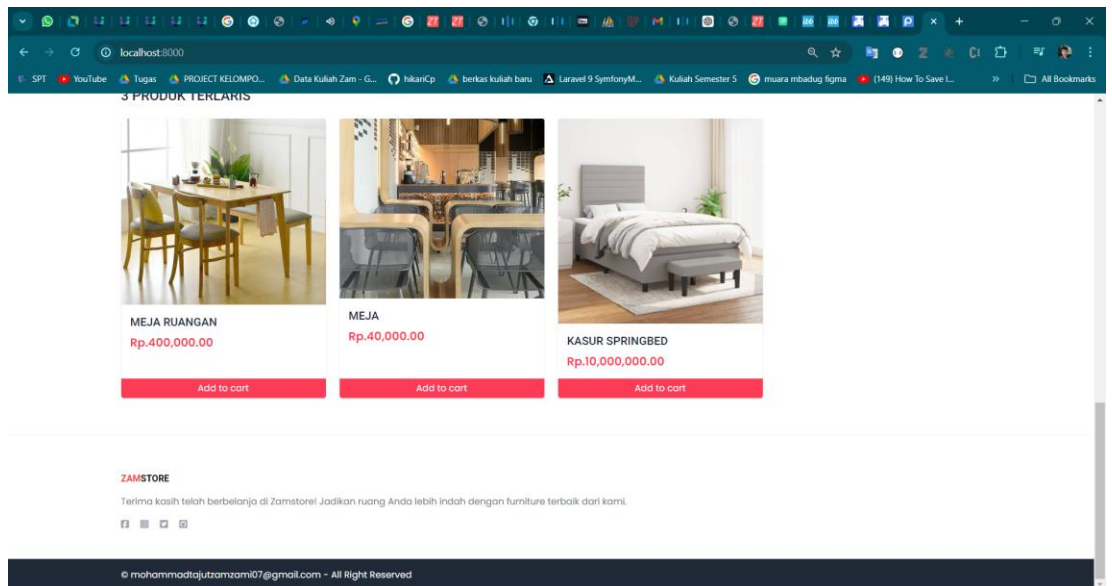 localhost:8000
SPT
YouTube
Tugas
PROJECT KELOMPO...
Data Kuliah Zam - G...
hikariCp
berkas kuliah baru
Laravel 9 SymfonyM...
Kuliah Semester 5
muara mbadug figma
(149) How To Save I...
»
All Bookmarks
3 PRODUK TERLARIS
MEJA RUANGAN
Rp.400,000.00
Add to cart
MEJA
Rp.40,000.00
Add to cart
KASUR SPRINGBED
Rp.10,000,000.00
Add to cart
ZAMSTORE
Terima kasih telah berbelanja di Zamstore! Jadikan ruang Anda lebih indah dengan furniture terbaik dari kami.
© mohammadtajutzamzami07@gmail.com - All Right Reserved